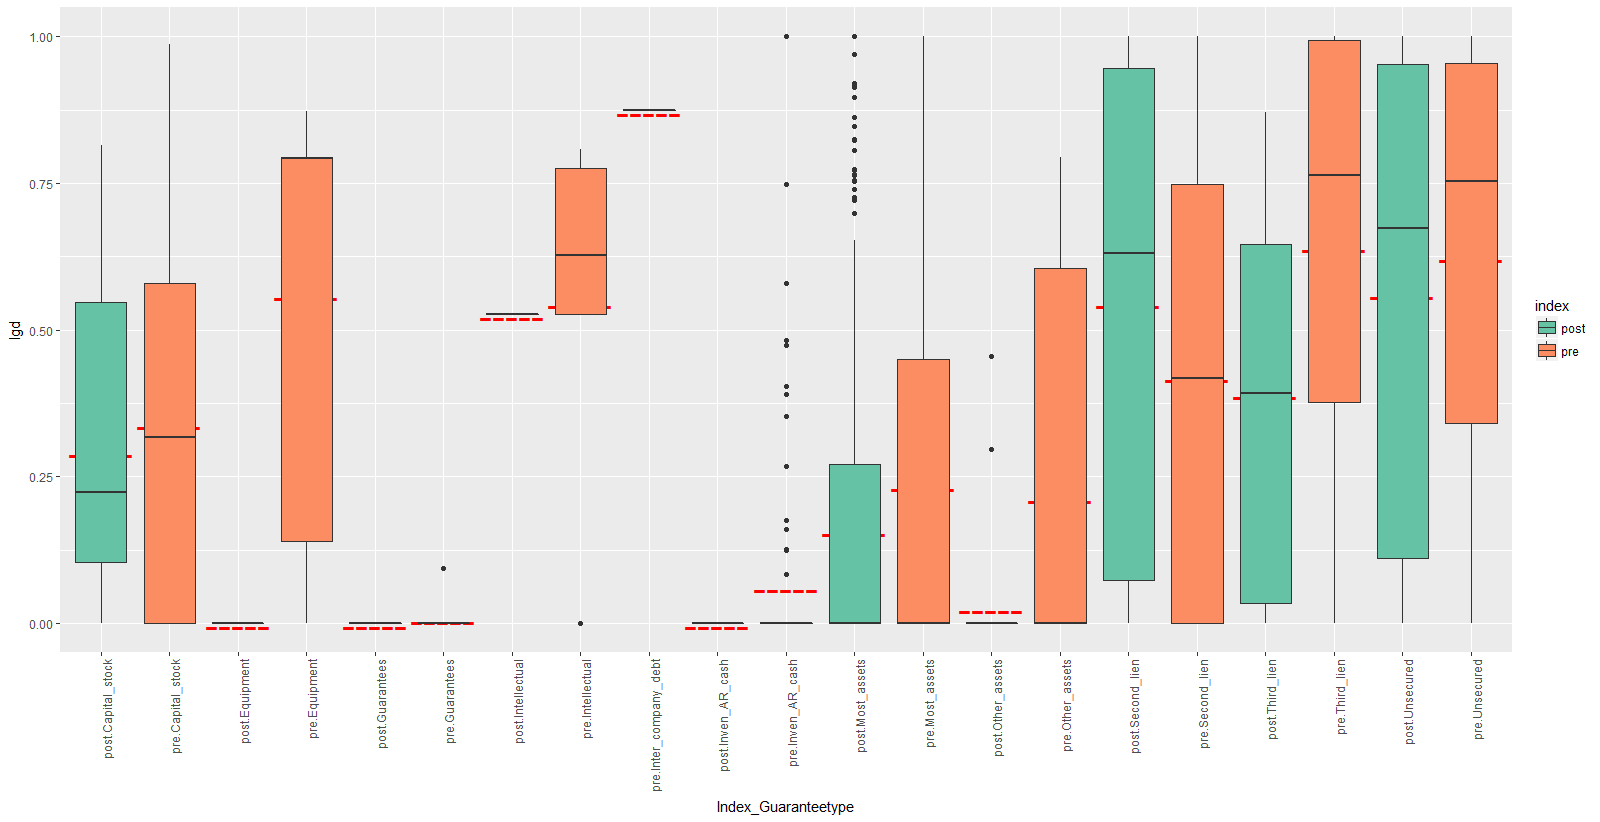 1.00
0.75
0.50
0.25
0.00
lgd
post.Capital_stock
pre.Capital_stock
post.Equipment
pre.Equipment
post.Guarantees
pre.Guarantees
post.Intellectual
pre.Intellectual
pre.Inter_company_debt
post.Inven_AR_cash
pre.Inven_AR_cash
post.Most_assets
pre.Most_assets
post.Other_assets
pre.Other_assets
post.Second_lien
pre.Second_lien
post.Third_lien
pre.Third_lien
post.Unsecured
pre.Unsecured
Index_Guaranteetype
index
post
pre